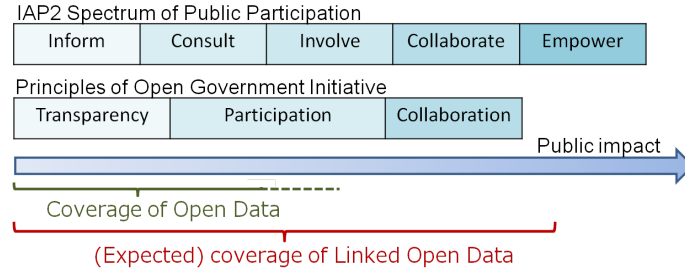 IAP2 Spectrum of Public Participation
Inform Consult Involve Collaborate Empower
Principles of Open Government Initiative
Transparency Participation Collaboration
Public impact
Coverage of Open Data
(Expected) coverage of Linked Open Data